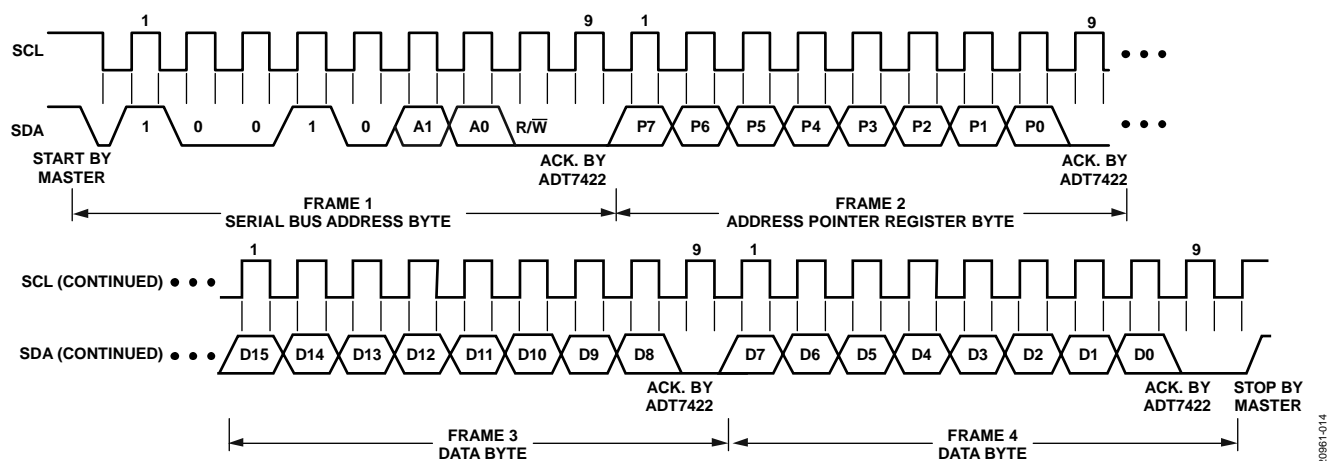 1 9 1 9
SCL
SDA 1 0 0 1 0 A1 A0 R/W̅ P7 P6 P5 P4 P3 P2 P1 P0
START BY
MASTER
ACK. BY
ADT7422
ACK. BY
ADT7422
FRAME 1
SERIAL BUS ADDRESS BYTE
FRAME 2
ADDRESS POINTER REGISTER BYTE
1 9 1 9
SCL (CONTINUED)
SDA (CONTINUED) D15 D14 D13 D12 D11 D10 D9 D8 D7 D6 D5 D4 D3 D2 D1 D0
ACK. BY
ADT7422
ACK. BY
ADT7422
STOP BY
MASTER
FRAME 3
DATA BYTE
FRAME 4
DATA BYTE
20961-014